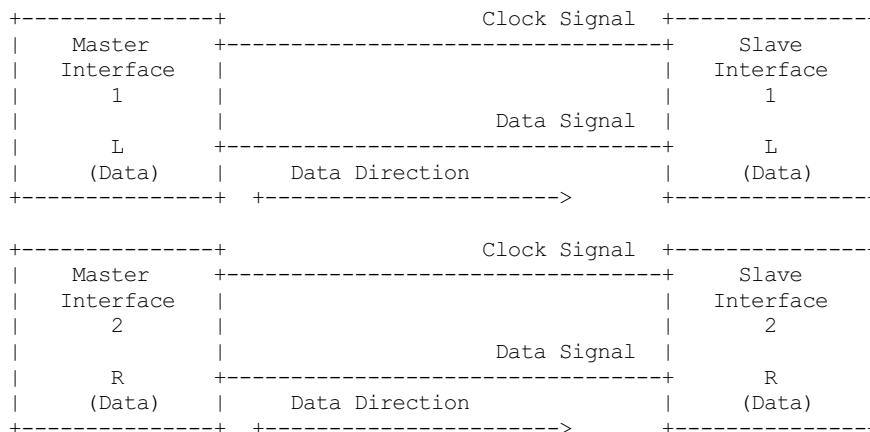 Clock Signal
Master Slave
Interface Interface
1 1
Data Signal
L L
(Data) Data Direction (Data)
Clock Signal
Master Slave
Interface Interface
2 2
Data Signal
R R
(Data) Data Direction (Data)